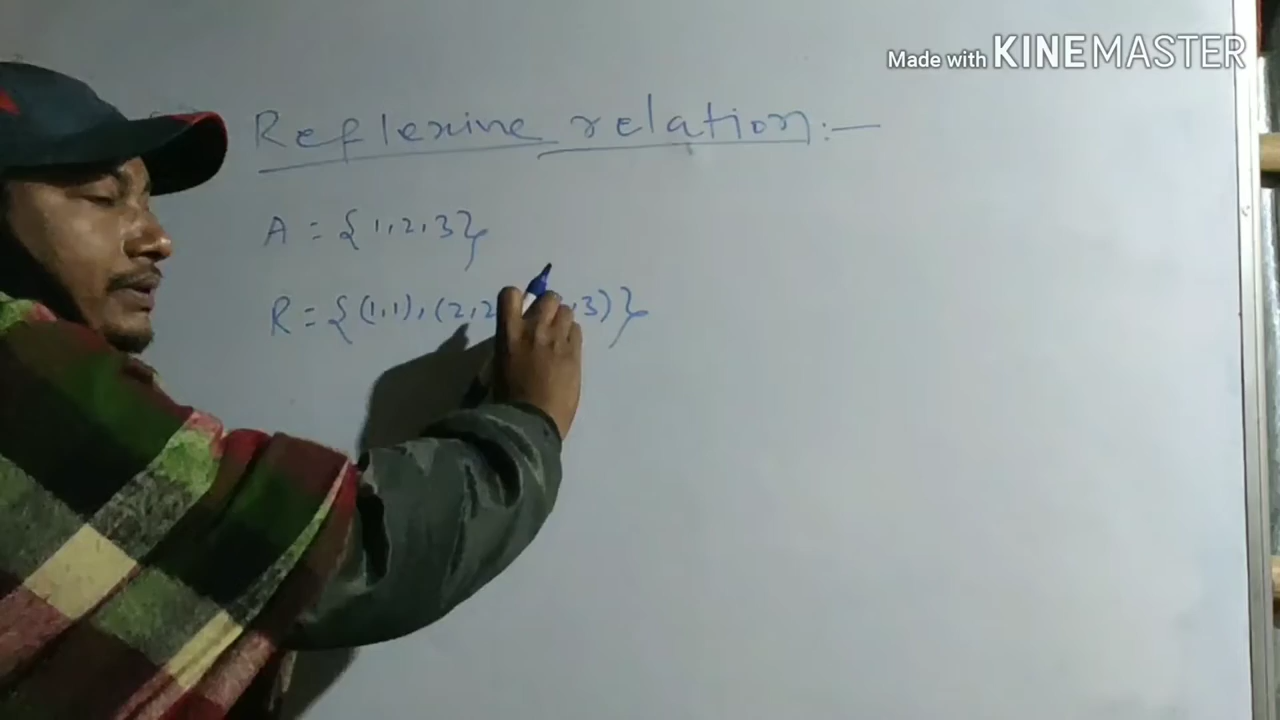 Made with KINEMASTER
Reflexive relation:—
A = {1,2,3}
R = {(1,1),(2,2 ,3)}